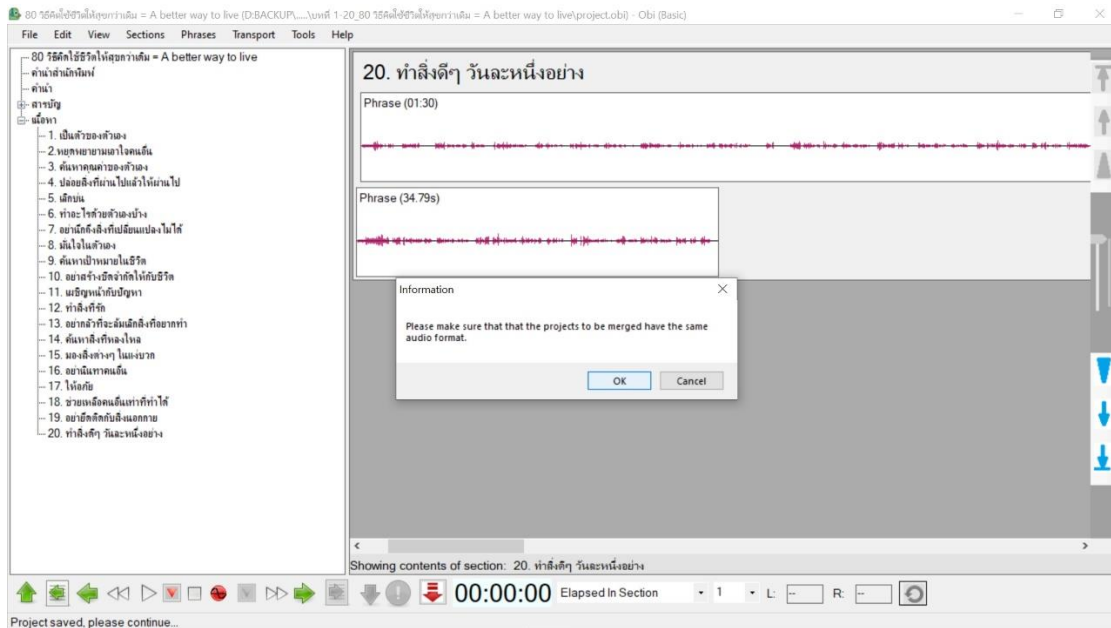 80 วิธีคิดใช้ชีวิตให้สุขกว่าเดิม = A better way to live (D:BACKUP\.....\บทที่ 1-20_80 วิธีคิดใช้ชีวิตให้สุขกว่าเดิม = A better way to live\project.obi) - Obi (Basic)
File Edit View Sections Phrases Transport Tools Help
80 วิธีคิดใช้ชีวิตให้สุขกว่าเดิม = A better way to live
คำนำสำนักพิมพ์
คำนำ
สารบัญ
เนื้อหา
1. เป็นตัวของตัวเอง
2.หยุดพยายามเอาใจคนอื่น
3. ค้นหาคุณค่าของตัวเอง
4. ปล่อยสิ่งที่ผ่านไปแล้วให้ผ่านไป
5. เลิกบ่น
6. ทำอะไรด้วยตัวเองบ้าง
7. อย่านึกถึงสิ่งที่เปลี่ยนแปลงไม่ได้
8. มั่นใจในตัวเอง
9. ค้นหาเป้าหมายในชีวิต
10. อย่าสร้างขีดจำกัดให้กับชีวิต
11. เผชิญหน้ากับปัญหา
12. ทำสิ่งที่รัก
13. อย่ากลัวที่จะล้มเลิกสิ่งที่อยากทำ
14. ค้นหาสิ่งที่หลงใหล
15. มองสิ่งต่างๆ ในแง่บวก
16. อย่านินทาคนอื่น
17. ให้อภัย
18. ช่วยเหลือคนอื่นเท่าที่ทำได้
19. อย่ายึดติดกับสิ่งนอกกาย
20. ทำสิ่งดีๆ วันละหนึ่งอย่าง
20. ทำสิ่งดีๆ วันละหนึ่งอย่าง
Phrase (01:30)
Phrase (34.79s)
Information
Please make sure that that the projects to be merged have the same
audio format.
OK Cancel
Showing contents of section: 20. ทำสิ่งดีๆ วันละหนึ่งอย่าง
00:00:00 Elapsed In Section 1 L: -- R: --
Project saved, please continue...